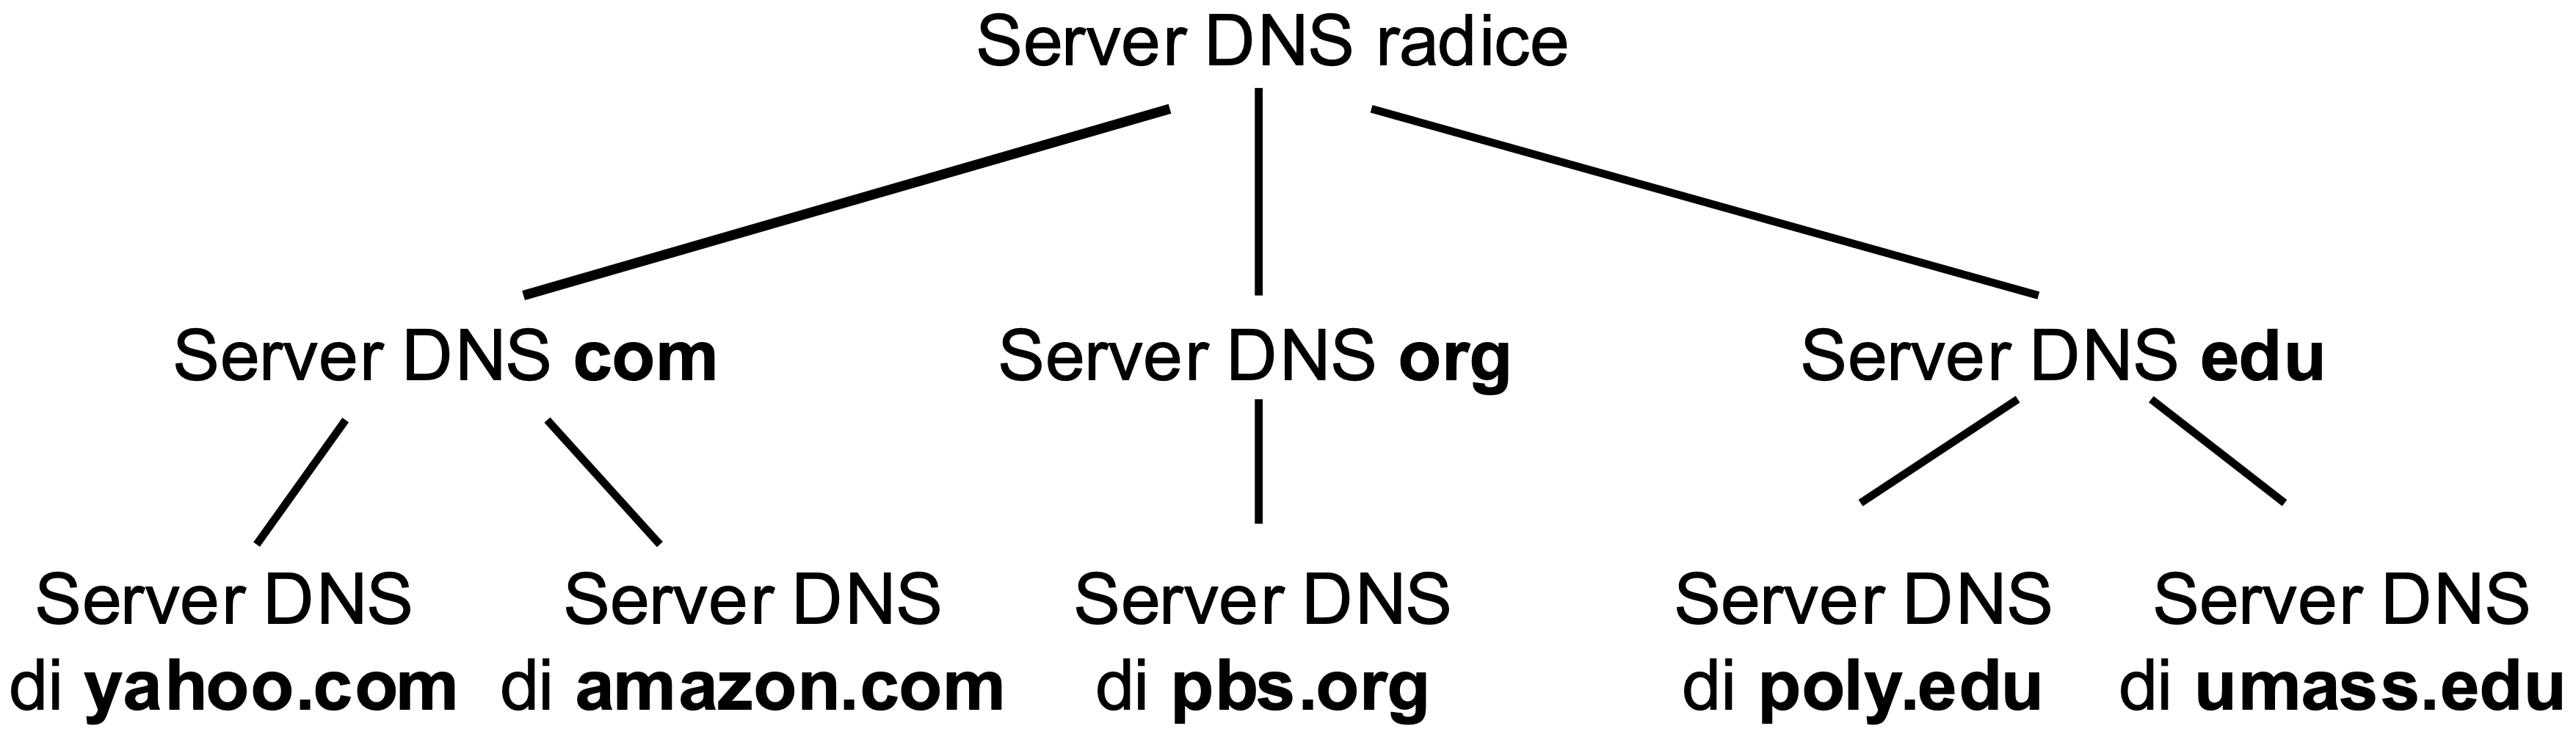 Server DNS radice
Server DNS com
Server DNS org
Server DNS edu
Server DNS
di yahoo.com
Server DNS
di amazon.com
Server DNS
di pbs.org
Server DNS
di poly.edu
Server DNS
di umass.edu